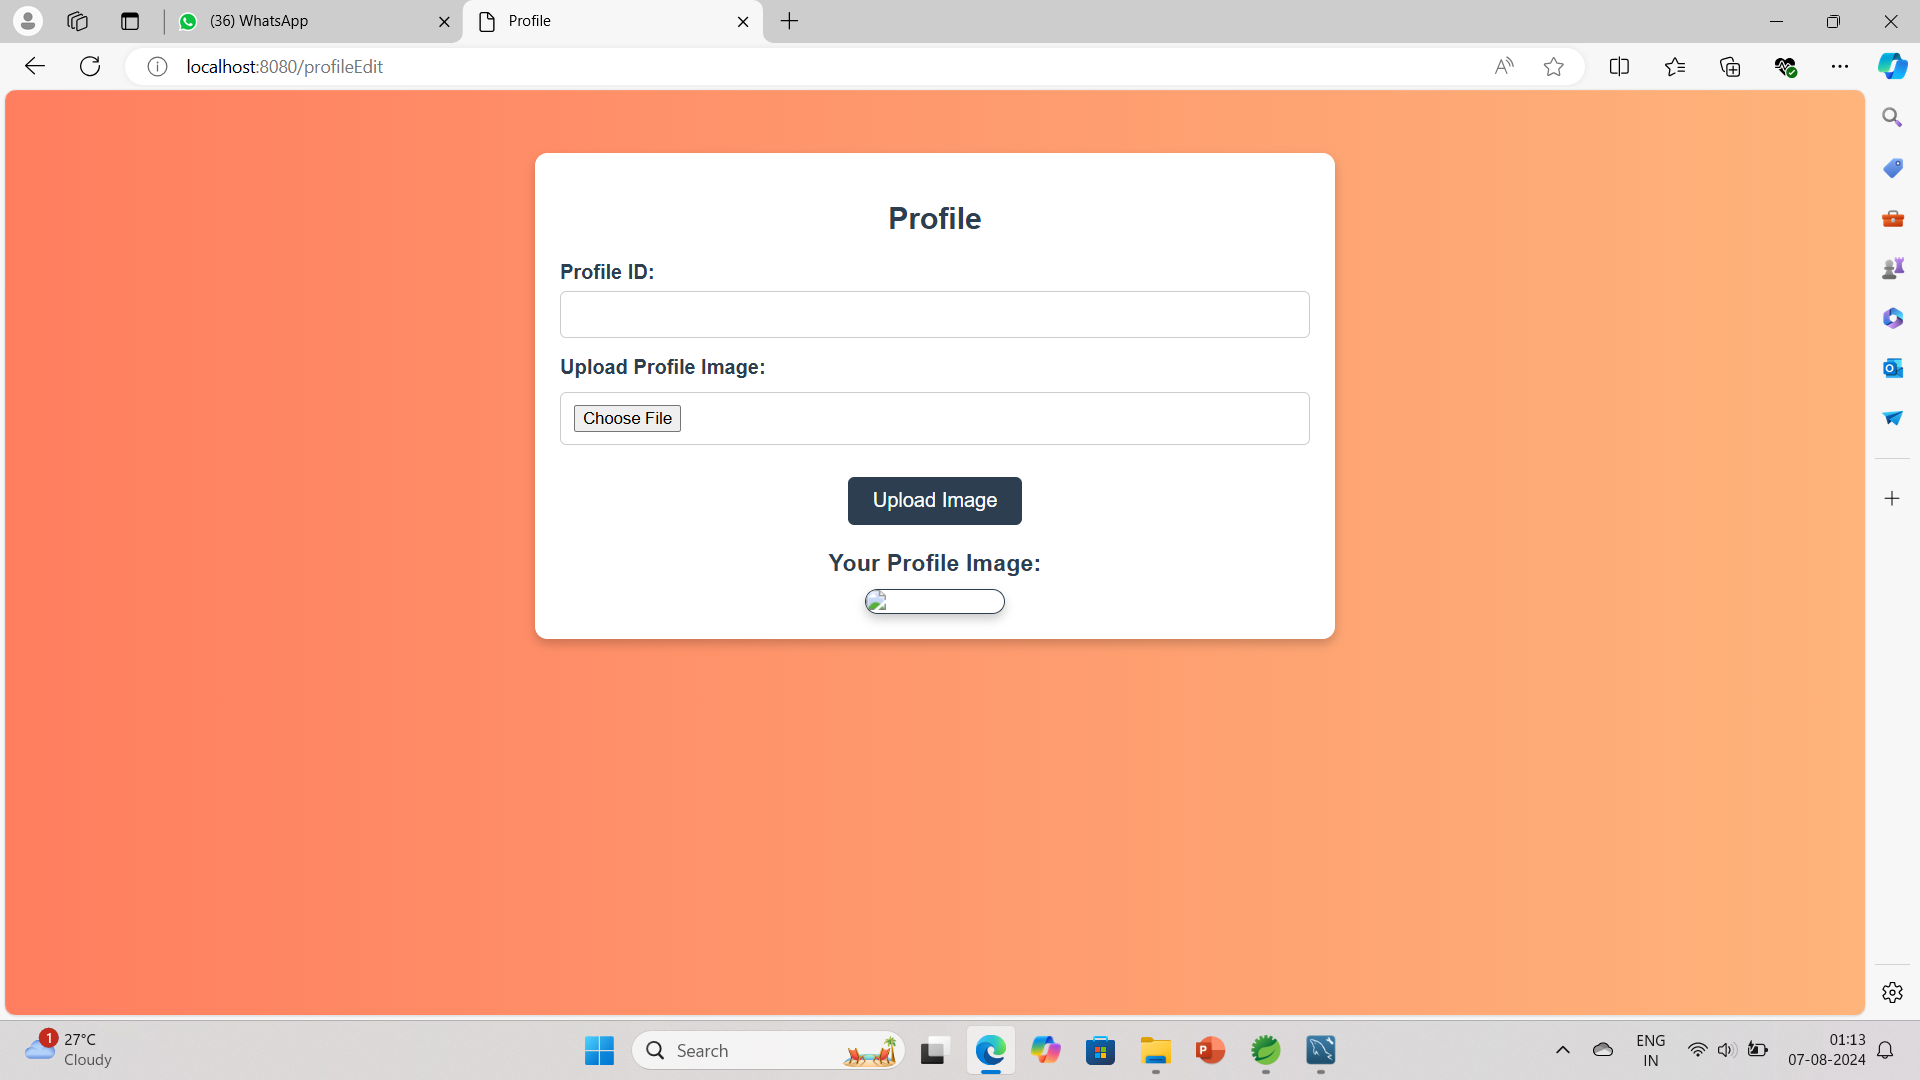 (36) WhatsApp
Profile
localhost:8080/profileEdit
Profile
Profile ID:
Upload Profile Image:
Choose File
Upload Image
Your Profile Image:
1
27°C
Cloudy
Search
ENG
IN
01:13
07-08-2024